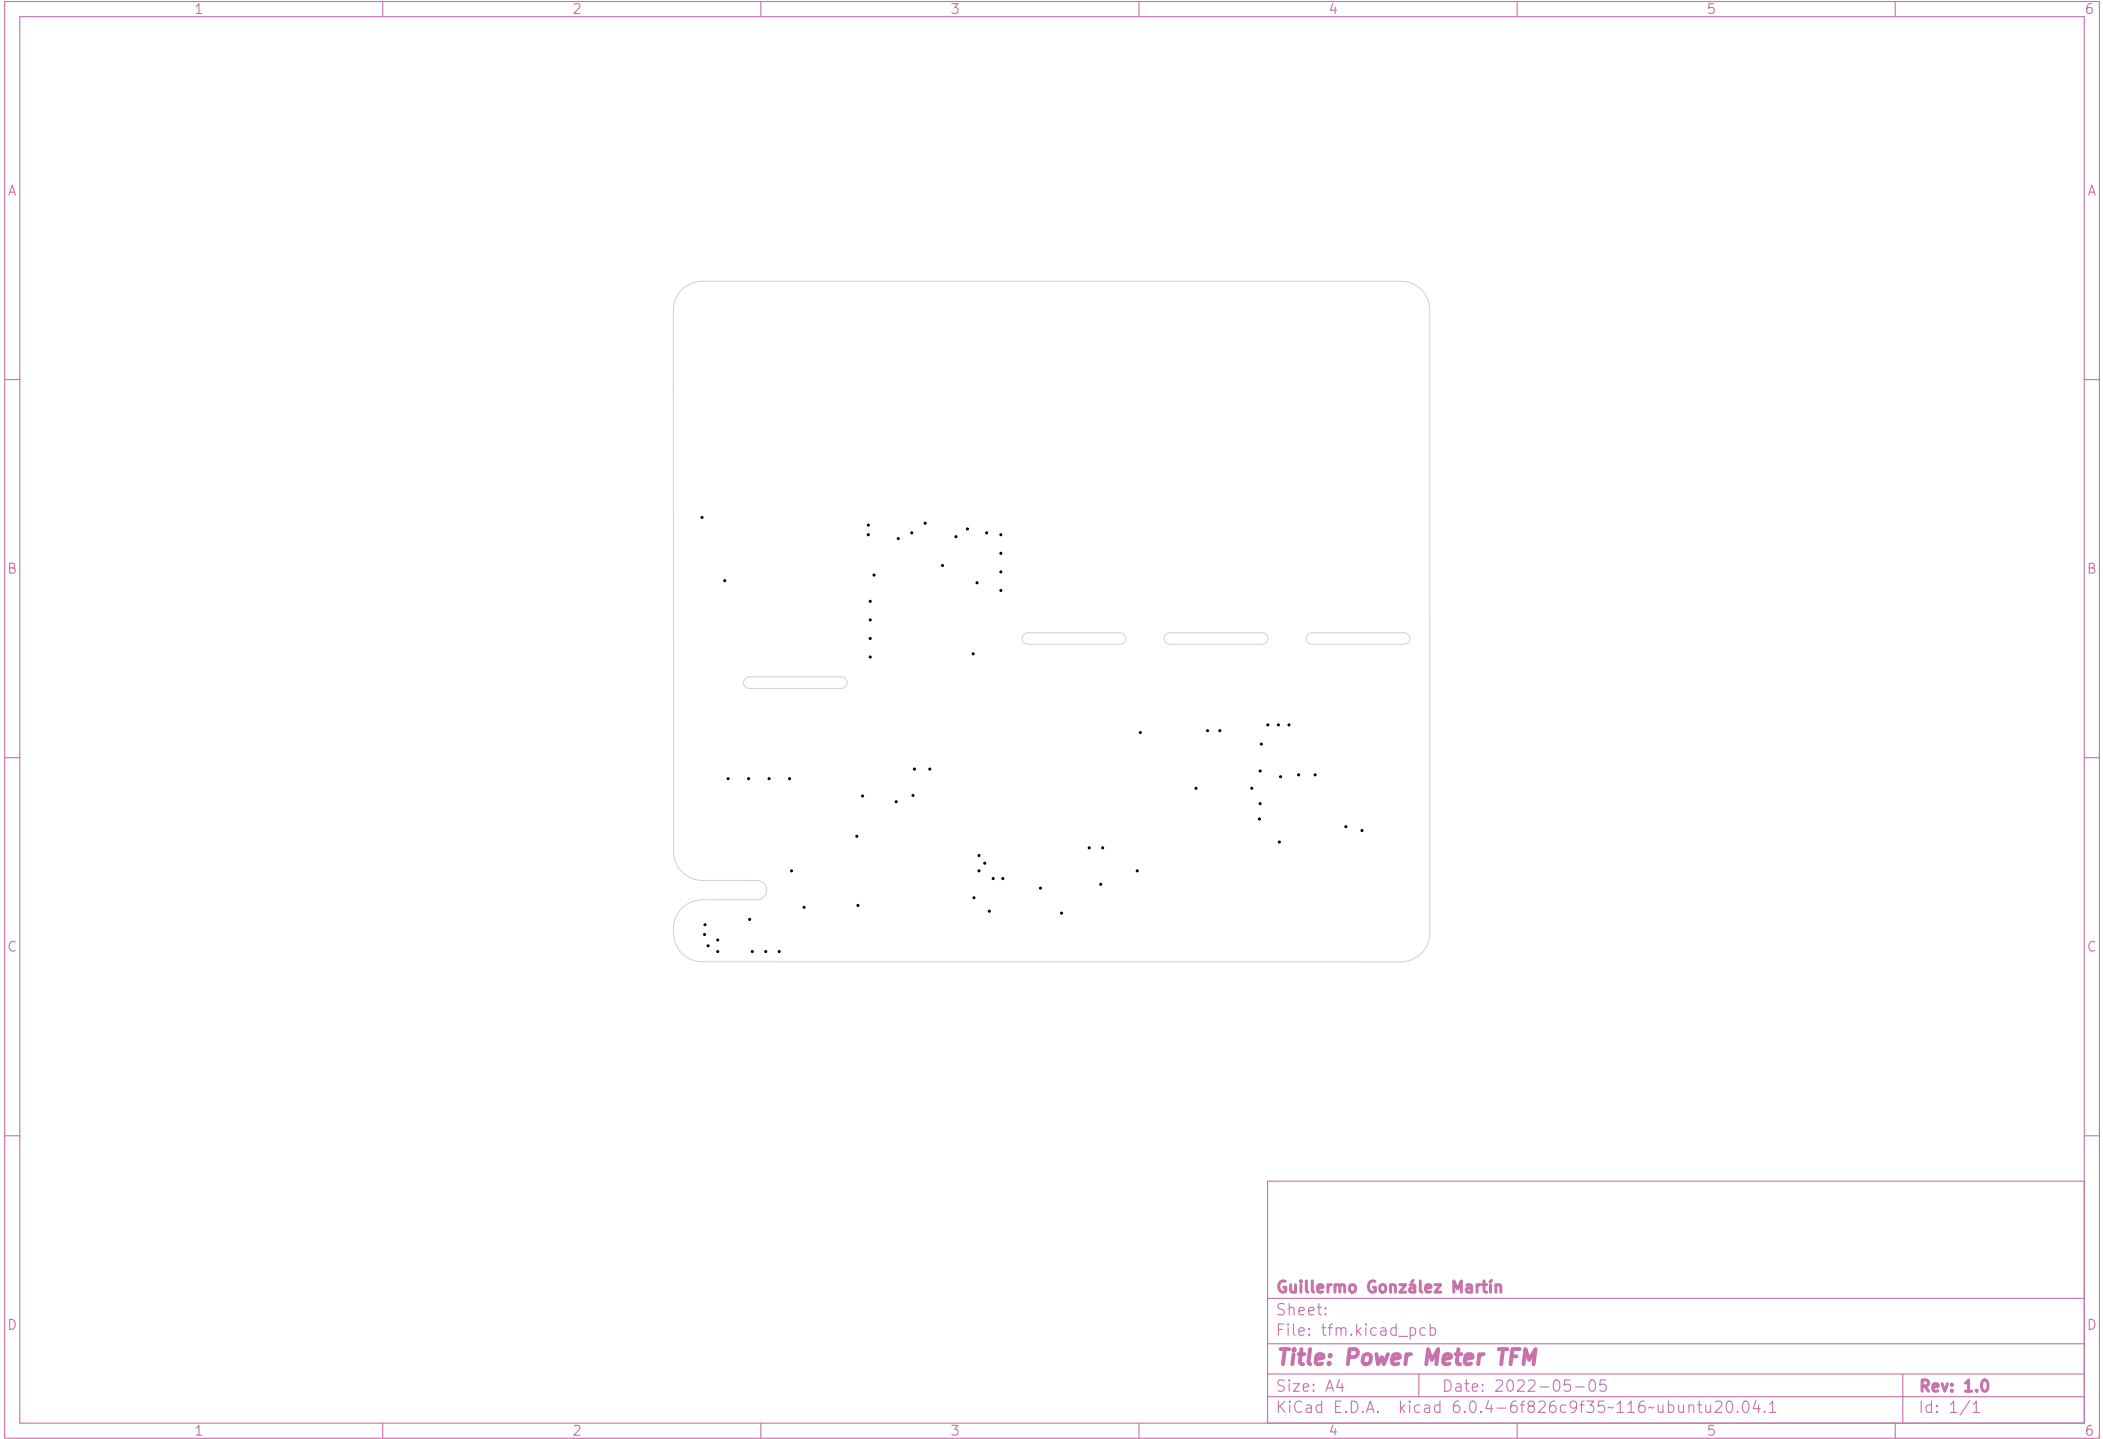 1 2 3 4 5 6
A A
B B
C C
Guillermo González Martín
Sheet:
File: tfm.kicad_pcb
D D
Title: Power Meter TFM
Size: A4 Date: 2022-05-05 Rev: 1.0
KiCad E.D.A. kicad 6.0.4-6f826c9f35~116~ubuntu20.04.1 Id: 1/1
1 2 3 4 5 6